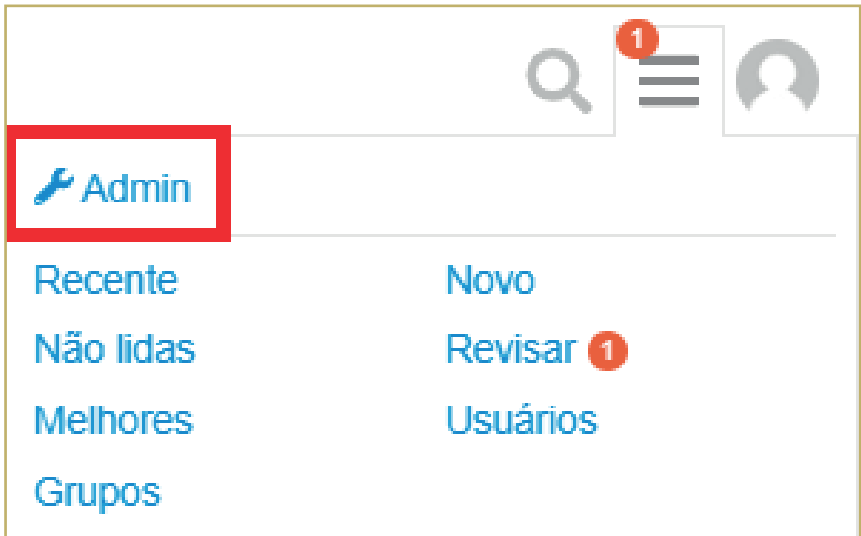 1
Admin
Recente Novo
Não lidas Revisar 1
Melhores Usuários
Grupos